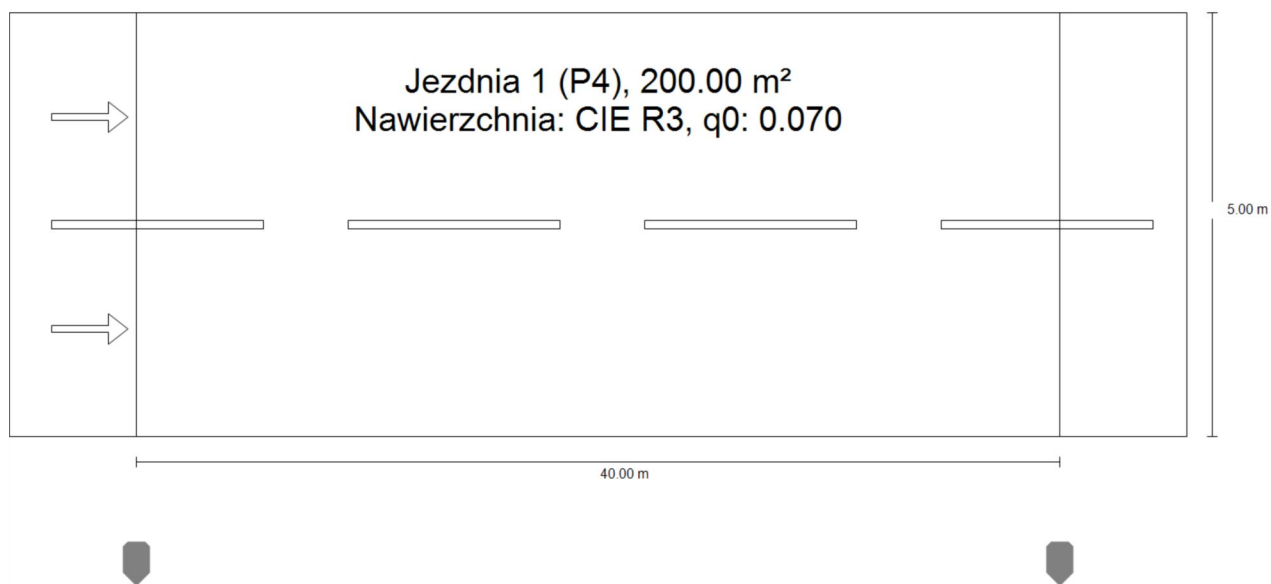 Jezdnia 1 (P4), 200.00 m²
Nawierzchnia: CIE R3, q0: 0.070
5.00 m
40.00 m